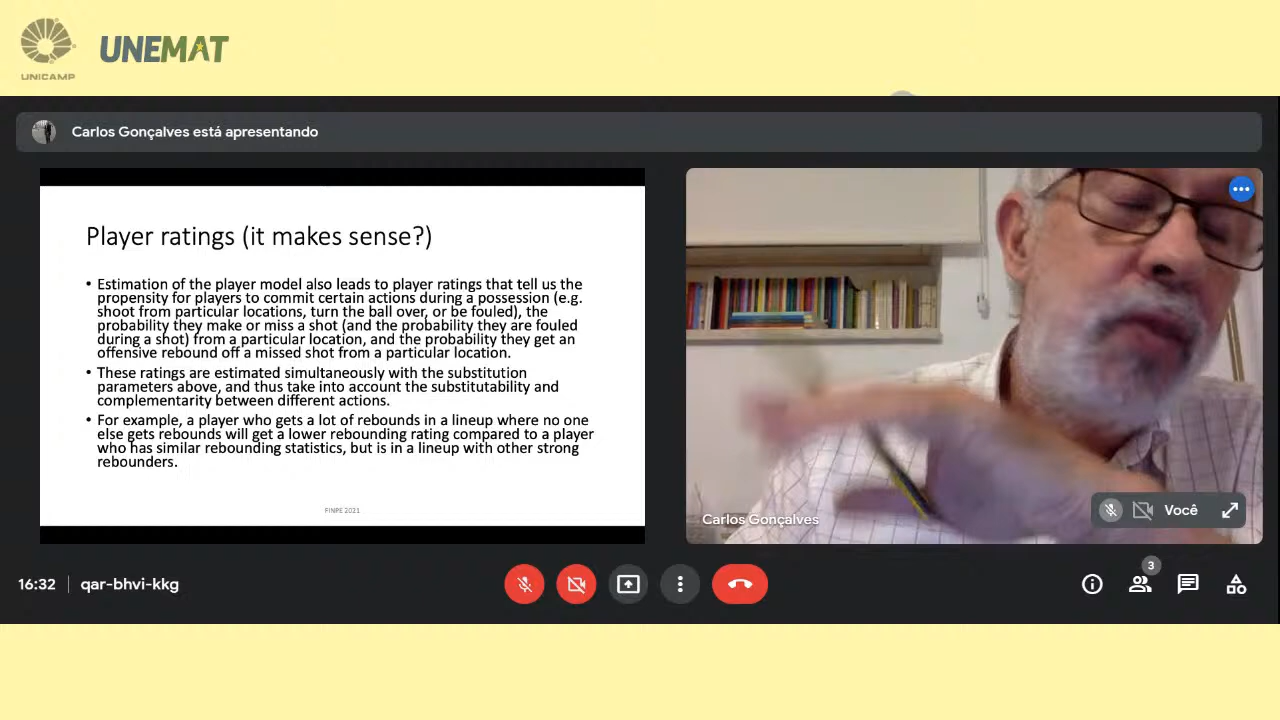 UNICAMP
UNEMAT
Carlos Gonçalves está apresentando
Player ratings (it makes sense?)
• Estimation of the player model also leads to player ratings that tell us the
propensity for players to commit certain actions during a possession (e.g.
shoot from particular locations, turn the ball over, or be fouled), the
probability they make or miss a shot (and the probability they are fouled
during a shot) from a particular location, and the probability they get an
offensive rebound off a missed shot from a particular location.
• These ratings are estimated simultaneously with the substitution
parameters above, and thus take into account the substitutability and
complementarity between different actions.
• For example, a player who gets a lot of rebounds in a lineup where no one
else gets rebounds will get a lower rebounding rating compared to a player
who has similar rebounding statistics, but is in a lineup with other strong
rebounders.
FINPE 2021
Carlos Gonçalves
Você
16:32
qar-bhvi-kkg
3